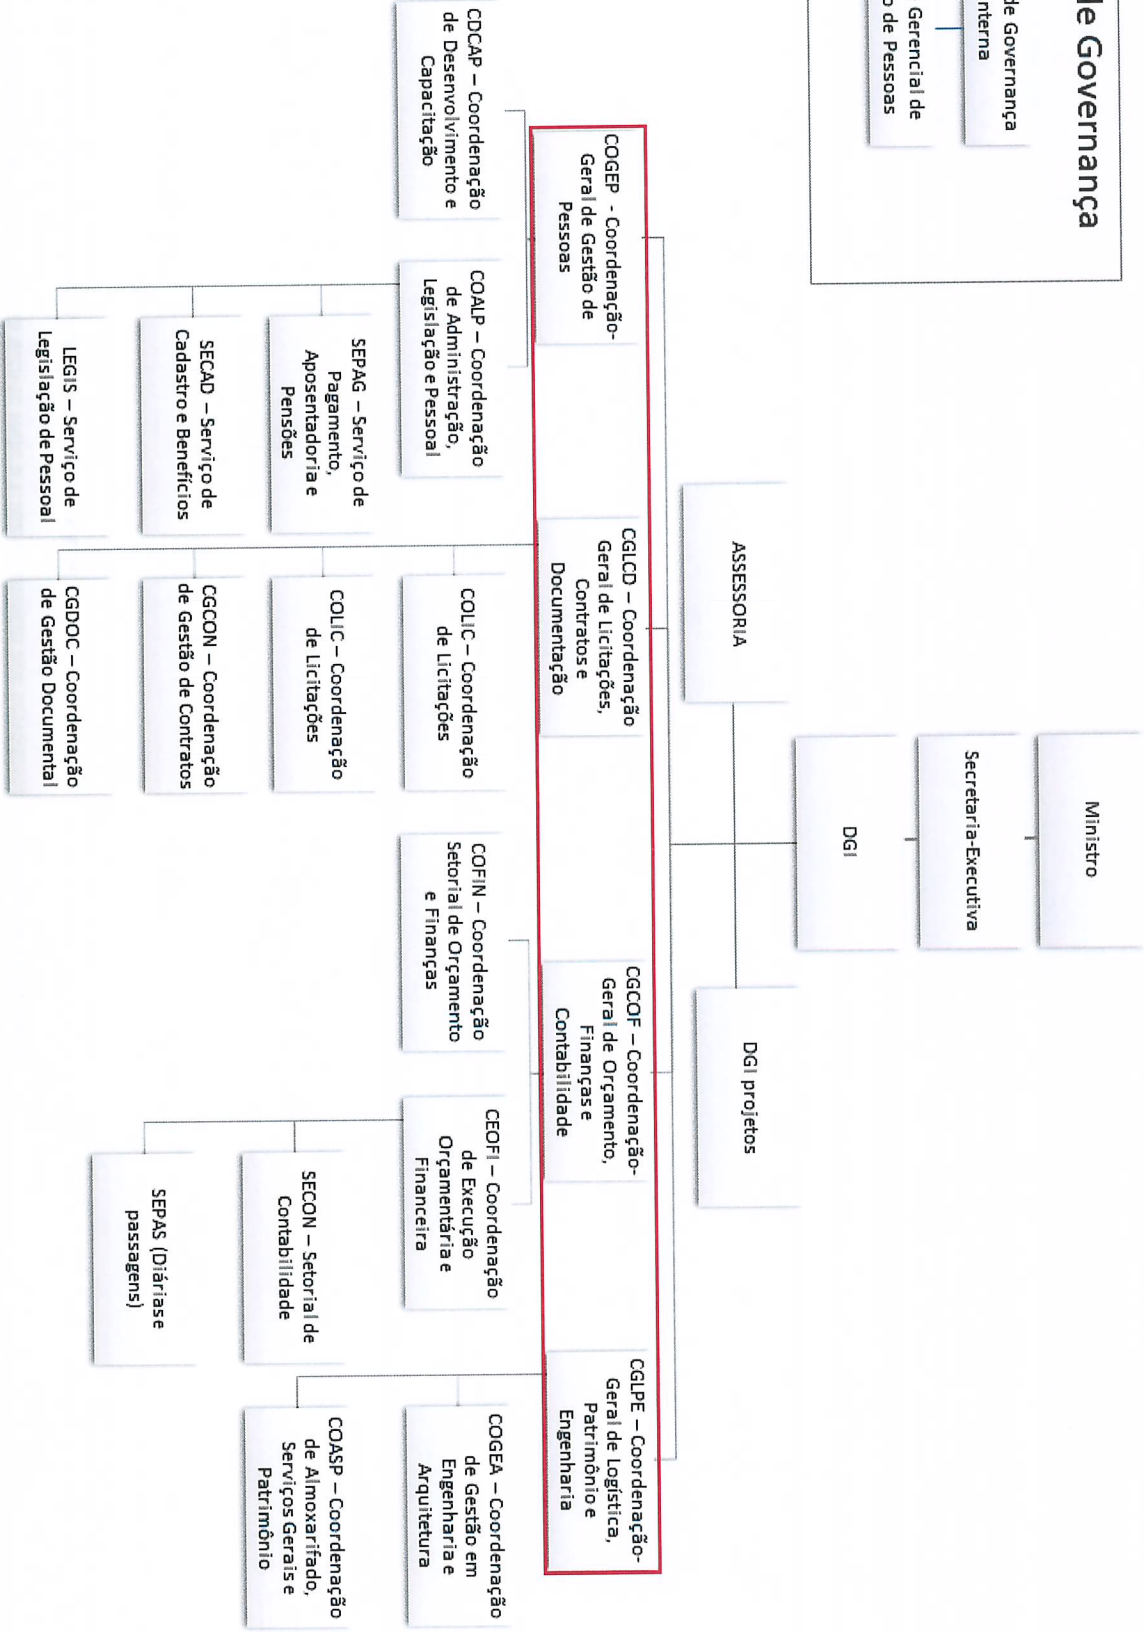 de Governança
de Governança
nterna
Gerencial de
o de Pessoas
Ministro
Secretaria-Executiva
DGI
ASSESSORIA
DGI projetos
COGEP - Coordenação-
Geral de Gestão de
Pessoas
CGLCD – Coordenação
Geral de Licitações,
Contratos e
Documentação
CGCOF – Coordenação-
Geral de Orçamento,
Finanças e
Contabilidade
CGLPE – Coordenação-
Geral de Logística,
Patrimônio e
Engenharia
CDCAP – Coordenação
de Desenvolvimento e
Capacitação
COALP – Coordenação
de Administração,
Legislação e Pessoal
SEPAG – Serviço de
Pagamento,
Aposentadoria e
Pensões
SECAD – Serviço de
Cadastro e Benefícios
LEGIS – Serviço de
Legislação de Pessoal
COLIC – Coordenação
de Licitações
COLIC – Coordenação
de Licitações
CGCON – Coordenação
de Gestão de Contratos
CGDOC – Coordenação
de Gestão Documental
COFIN – Coordenação
Setorial de Orçamento
e Finanças
CEOFI – Coordenação
de Execução
Orçamentária e
Financeira
SECON – Setorial de
Contabilidade
SEPAS (Diárias e
passagens)
COGEA – Coordenação
de Gestão em
Engenharia e
Arquitetura
COASP – Coordenação
de Almoxarifado,
Serviços Gerais e
Patrimônio